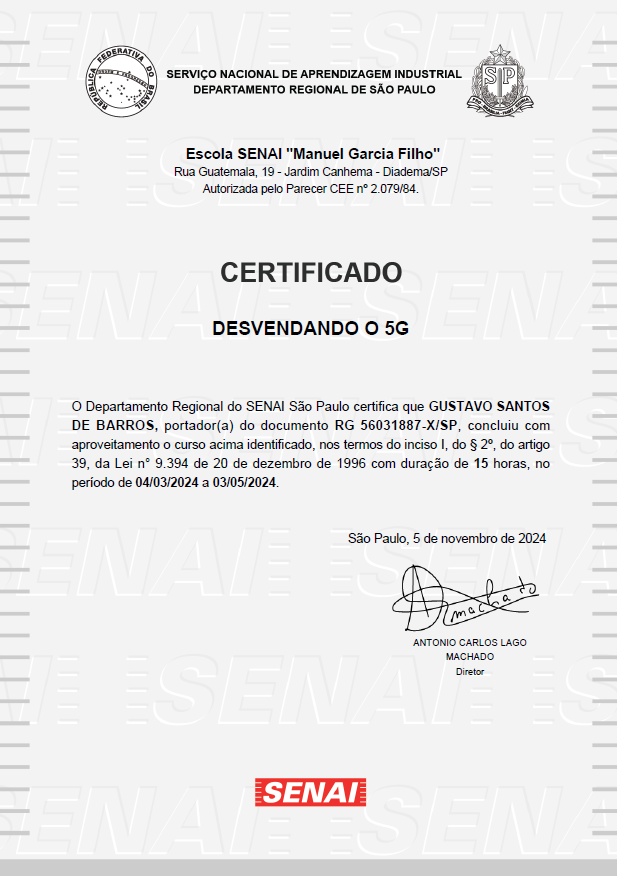 REPÚBLICA FEDERATIVA DO BRASIL
SERVIÇO NACIONAL DE APRENDIZAGEM INDUSTRIAL
DEPARTAMENTO REGIONAL DE SÃO PAULO
Escola SENAI "Manuel Garcia Filho"
Rua Guatemala, 19 - Jardim Canhema - Diadema/SP
Autorizada pelo Parecer CEE nº 2.079/84.
CERTIFICADO
DESVENDANDO O 5G
O Departamento Regional do SENAI São Paulo certifica que GUSTAVO SANTOS
DE BARROS, portador(a) do documento RG 56031887-X/SP, concluiu com
aproveitamento o curso acima identificado, nos termos do inciso I, do § 2º, do artigo
39, da Lei n° 9.394 de 20 de dezembro de 1996 com duração de 15 horas, no
período de 04/03/2024 a 03/05/2024.
São Paulo, 5 de novembro de 2024
machado
ANTONIO CARLOS LAGO
MACHADO
Diretor
SENAI